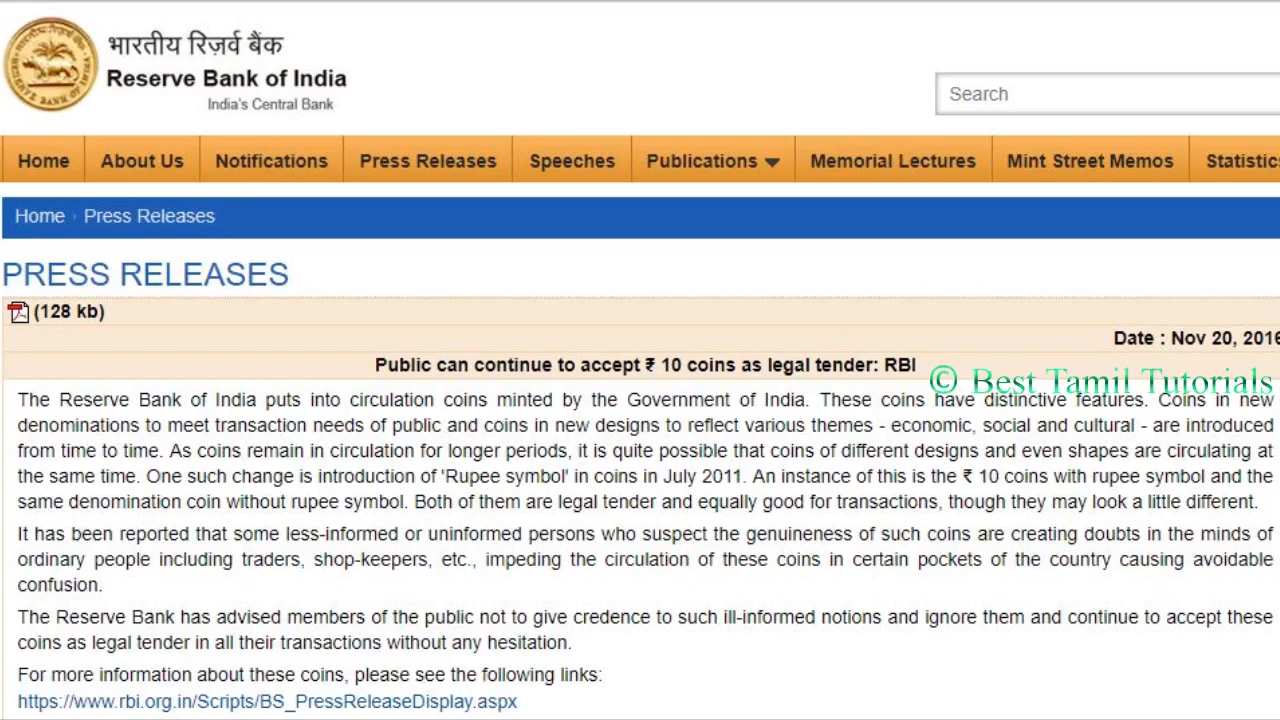 भारतीय रिज़र्व बैंक
Reserve Bank of India
India's Central Bank
Search
Home About Us Notifications Press Releases Speeches Publications Memorial Lectures Mint Street Memos Statistics
Home › Press Releases
PRESS RELEASES
(128 kb)
Date : Nov 20, 2016
Public can continue to accept ₹ 10 coins as legal tender: RBI
© Best Tamil Tutorials
The Reserve Bank of India puts into circulation coins minted by the Government of India. These coins have distinctive features. Coins in new
denominations to meet transaction needs of public and coins in new designs to reflect various themes - economic, social and cultural - are introduced
from time to time. As coins remain in circulation for longer periods, it is quite possible that coins of different designs and even shapes are circulating at
the same time. One such change is introduction of 'Rupee symbol' in coins in July 2011. An instance of this is the ₹ 10 coins with rupee symbol and the
same denomination coin without rupee symbol. Both of them are legal tender and equally good for transactions, though they may look a little different.
It has been reported that some less-informed or uninformed persons who suspect the genuineness of such coins are creating doubts in the minds of
ordinary people including traders, shop-keepers, etc., impeding the circulation of these coins in certain pockets of the country causing avoidable
confusion.
The Reserve Bank has advised members of the public not to give credence to such ill-informed notions and ignore them and continue to accept these
coins as legal tender in all their transactions without any hesitation.
For more information about these coins, please see the following links:
https://www.rbi.org.in/Scripts/BS_PressReleaseDisplay.aspx